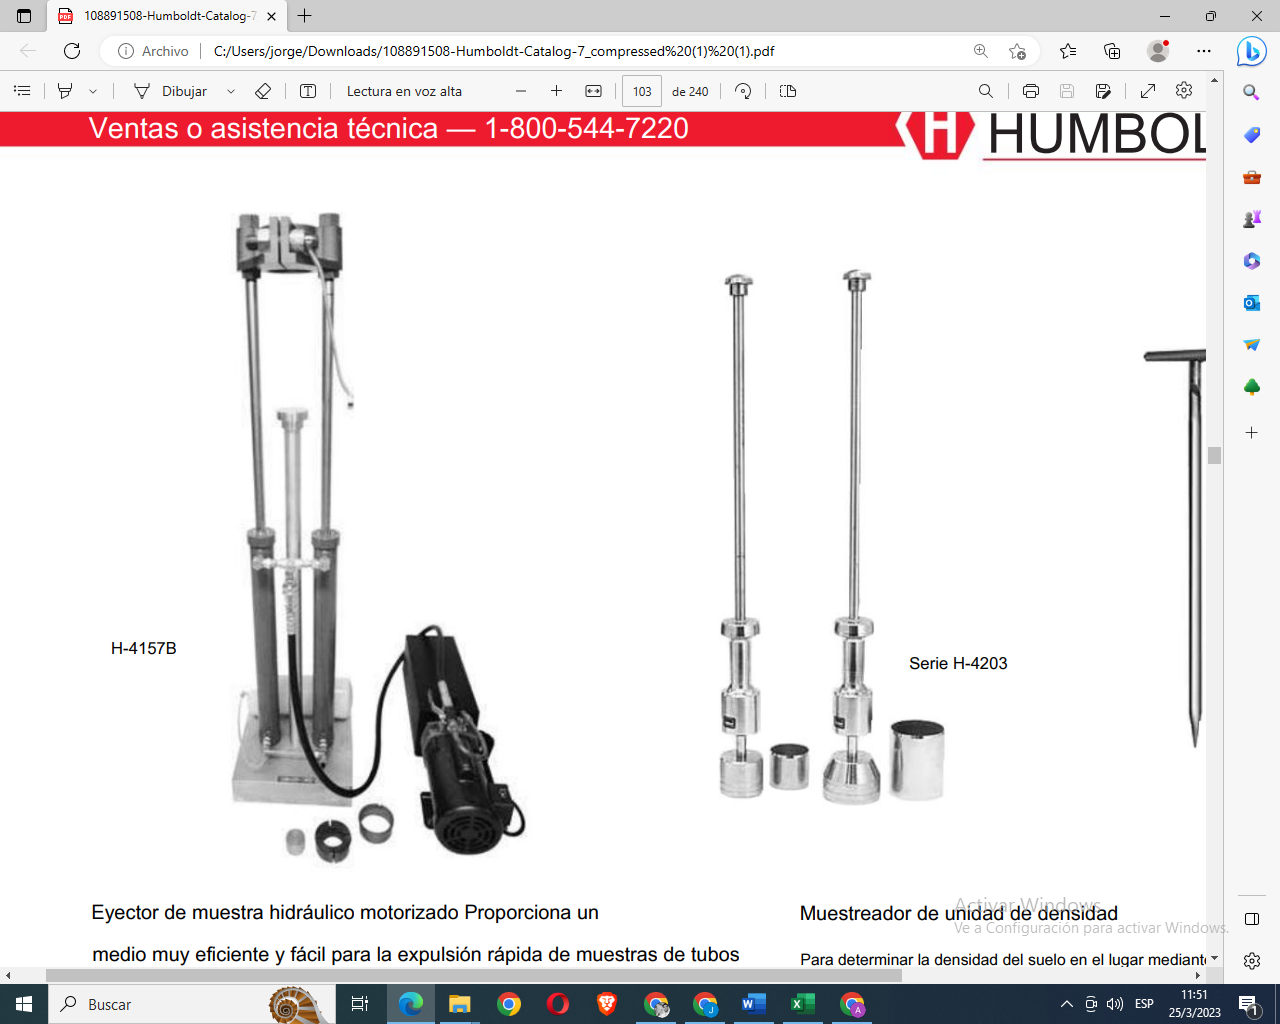 108891508-Humboldt-Catalog-7
Archivo
C:/Users/jorge/Downloads/108891508-Humboldt-Catalog-7_compressed%20(1)%20(1).pdf
Dibujar
Lectura en voz alta
103
de 240
Ventas o asistencia técnica — 1-800-544-7220
H HUMBOL
H-4157B
Serie H-4203
Eyector de muestra hidráulico motorizado Proporciona un
medio muy eficiente y fácil para la expulsión rápida de muestras de tubos
Muestreador de unidad de densidad
Para determinar la densidad del suelo en el lugar mediant
Activar Windows
Ve a Configuración para activar Windows.
Buscar
ESP
11:51
25/3/2023
1